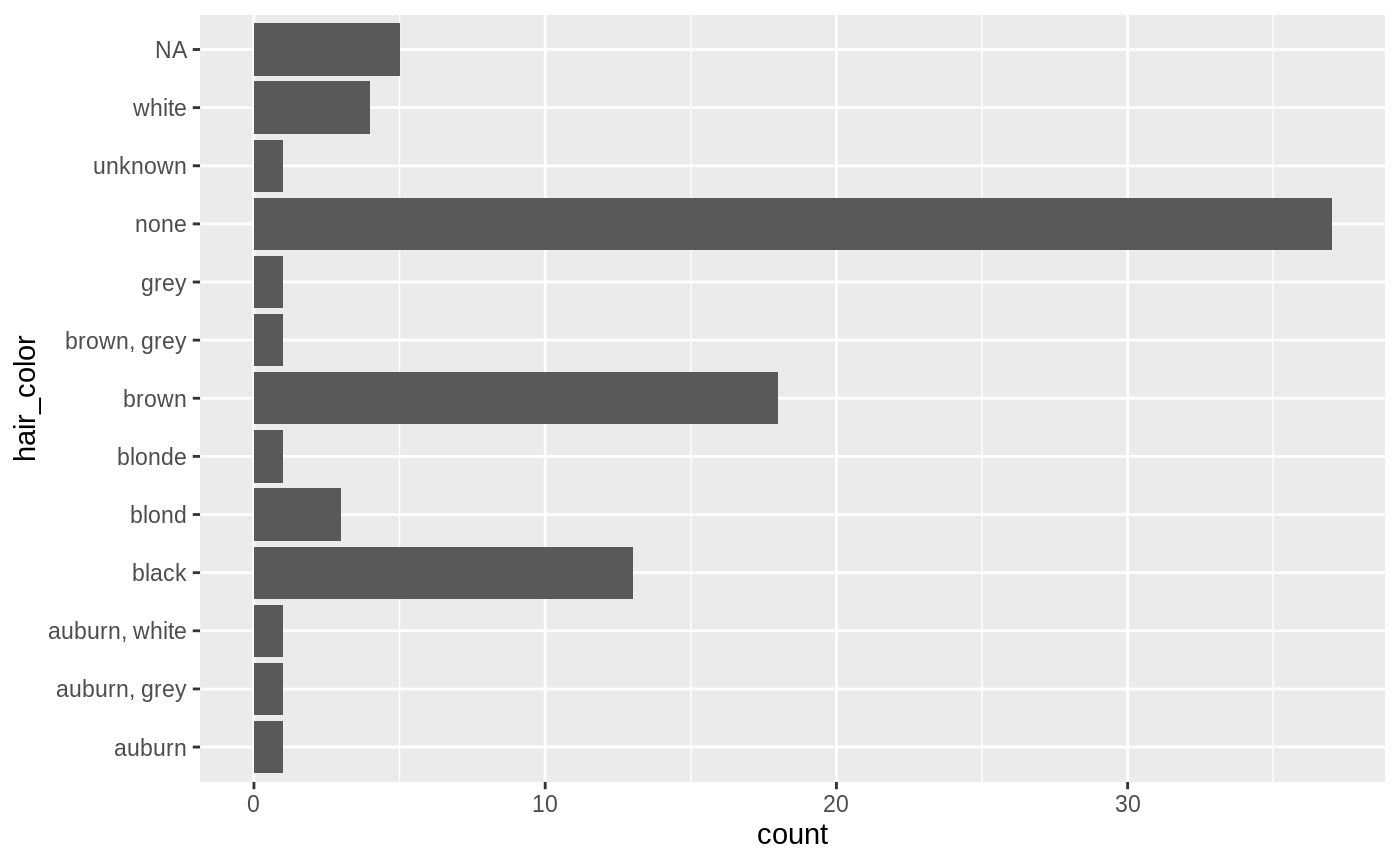 NA
white
unknown
none
grey
brown, grey
brown
blonde
blond
black
auburn, white
auburn, grey
auburn
hair_color
0 10 20 30
count